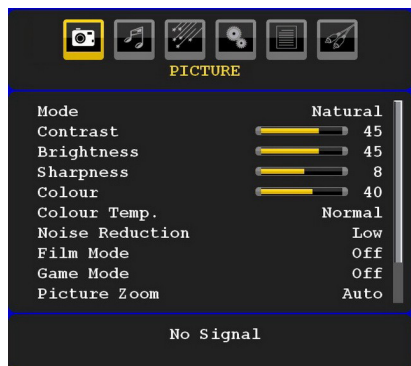 PICTURE
Mode Natural
Contrast 45
Brightness 45
Sharpness 8
Colour 40
Colour Temp. Normal
Noise Reduction Low
Film Mode Off
Game Mode Off
Picture Zoom Auto
No Signal